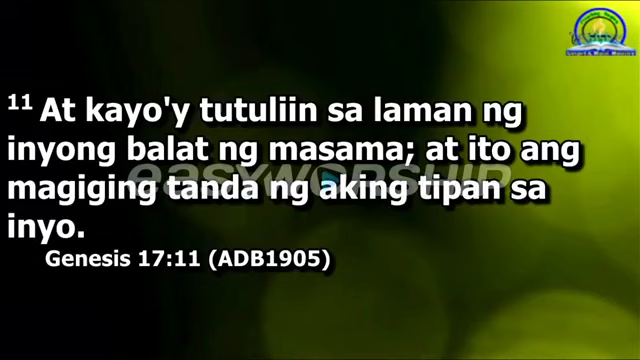 11 At kayo'y tutuliin sa laman ng
inyong balat ng masama; at ito ang
magiging tanda ng aking tipan sa
inyo.
Genesis 17:11 (ADB1905)
EASYWORSHIP